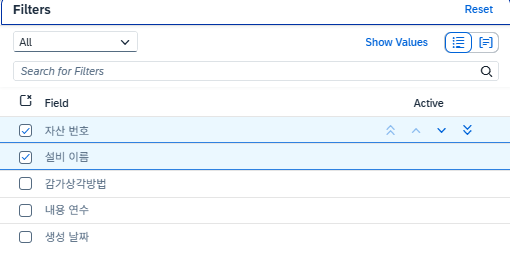 Filters Reset
All Show Values
Search for Filters
Field Active
자산 번호
설비 이름
감가상각방법
내용 연수
생성 날짜